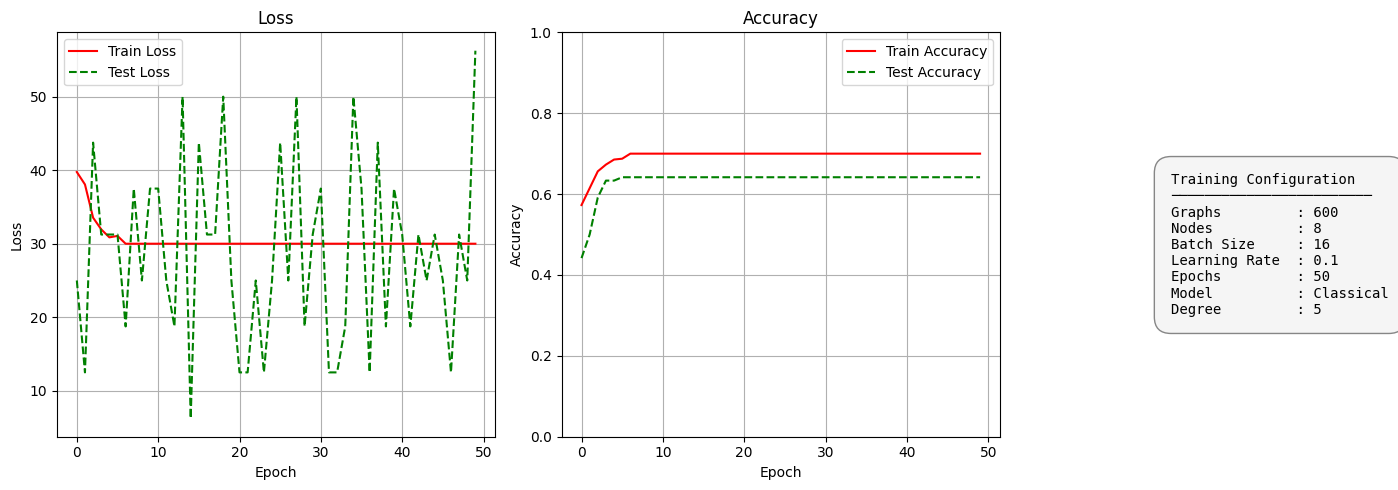 Loss
Train Loss
Test Loss
50
40
30
20
10
Loss
0 10 20 30 40 50
Epoch
Accuracy
Train Accuracy
Test Accuracy
1.0
0.8
0.6
0.4
0.2
0.0
Accuracy
0 10 20 30 40 50
Epoch
Training Configuration
Graphs : 600
Nodes : 8
Batch Size : 16
Learning Rate : 0.1
Epochs : 50
Model : Classical
Degree : 5